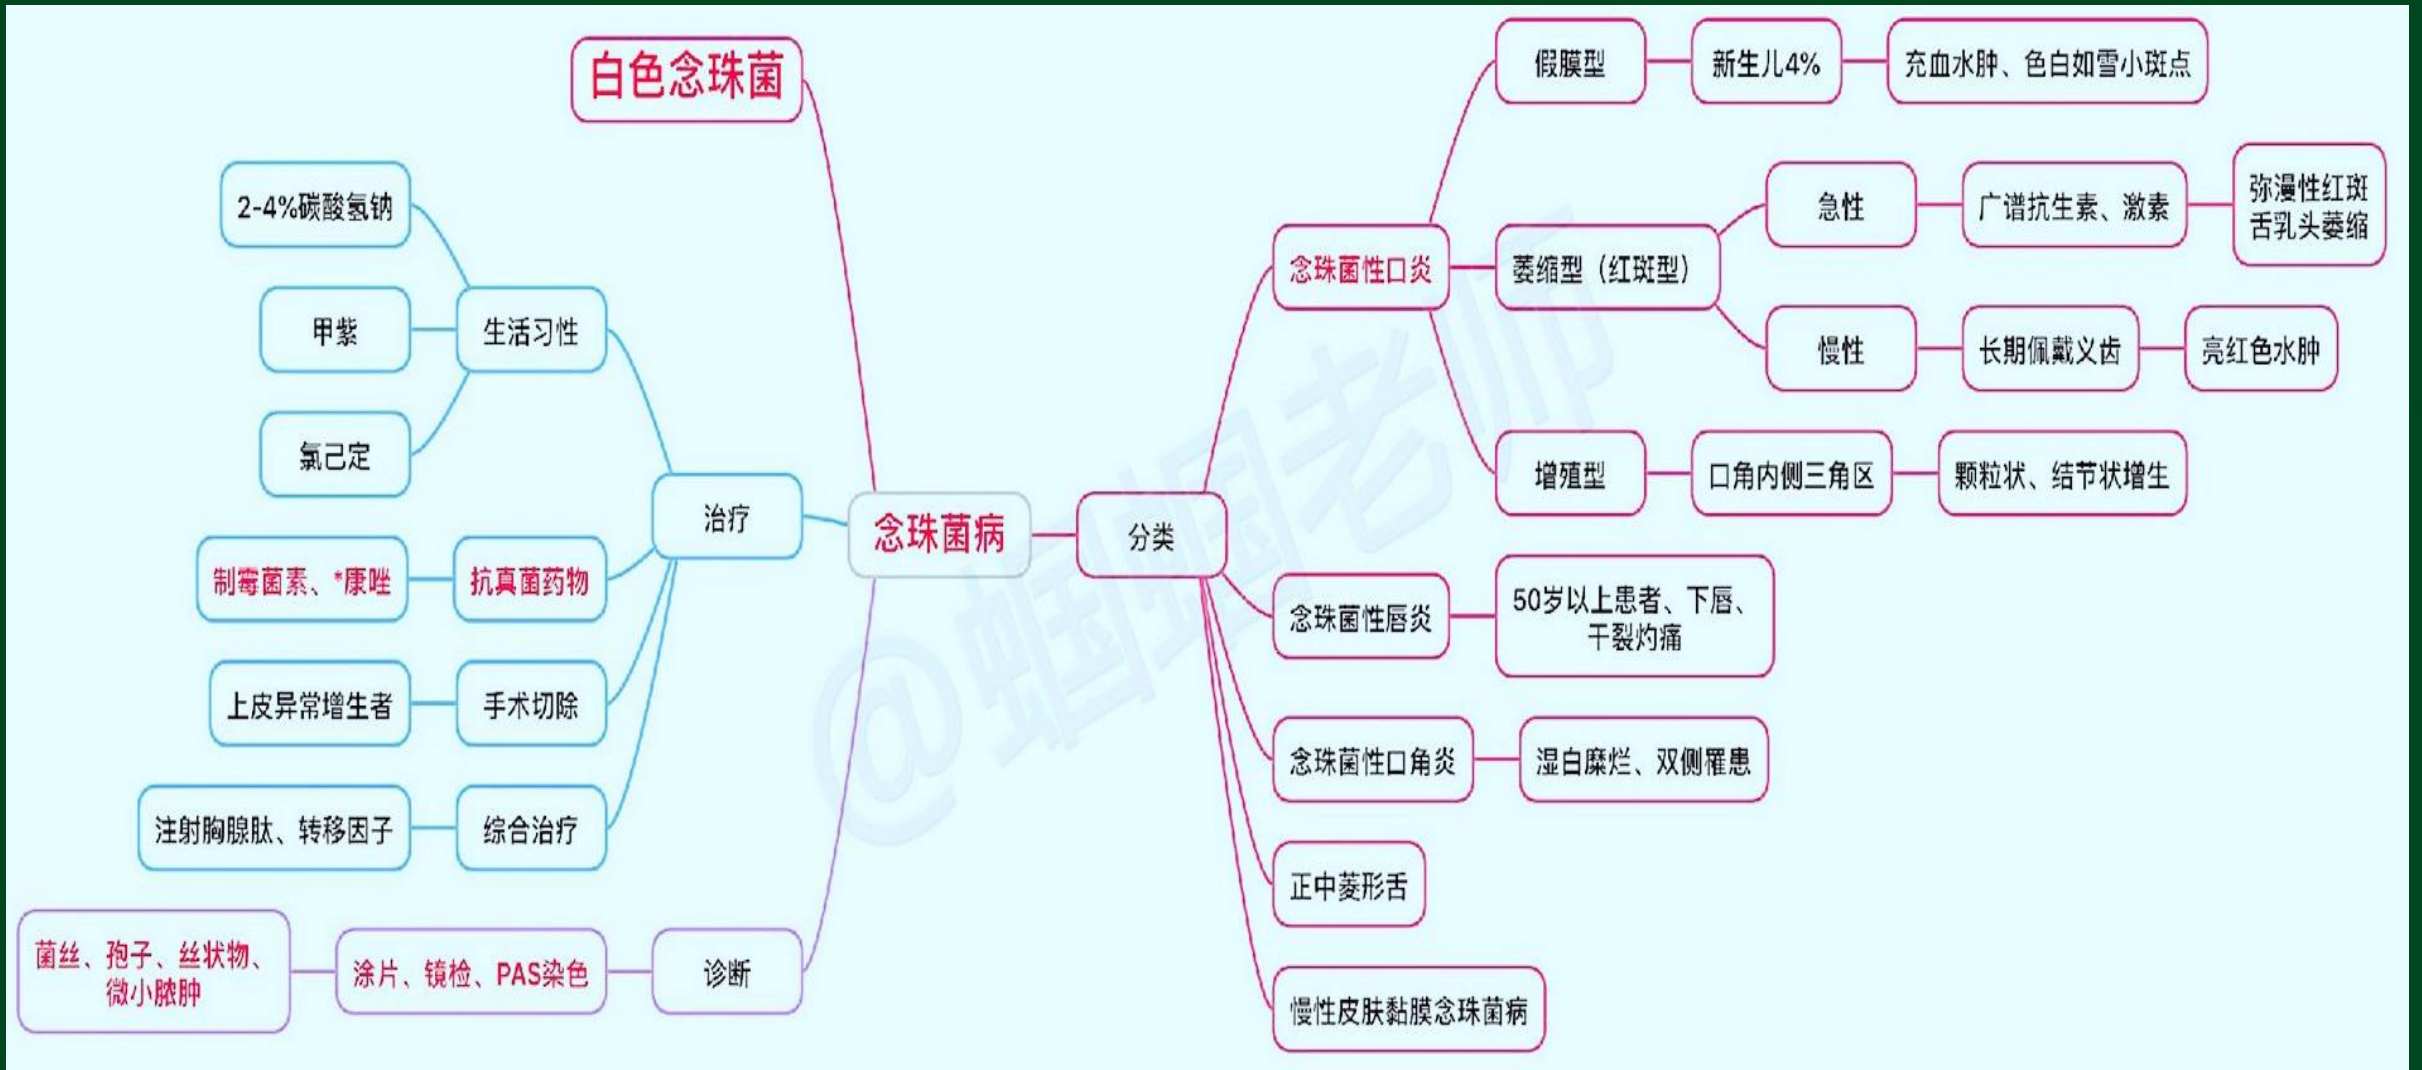 白色念珠菌
2-4%碳酸氢钠
甲紫
氯己定
生活习性
制霉菌素、*康唑
抗真菌药物
上皮异常增生者
手术切除
注射胸腺肽、转移因子
综合治疗
治疗
菌丝、孢子、丝状物、
微小脓肿
涂片、镜检、PAS染色
诊断
念珠菌病
分类
念珠菌性口炎
假膜型
新生儿4%
充血水肿、色白如雪小斑点
萎缩型（红斑型）
急性
广谱抗生素、激素
弥漫性红斑
舌乳头萎缩
慢性
长期佩戴义齿
亮红色水肿
增殖型
口角内侧三角区
颗粒状、结节状增生
念珠菌性唇炎
50岁以上患者、下唇、
干裂灼痛
念珠菌性口角炎
湿白糜烂、双侧罹患
正中菱形舌
慢性皮肤黏膜念珠菌病
@蝈蝈老师